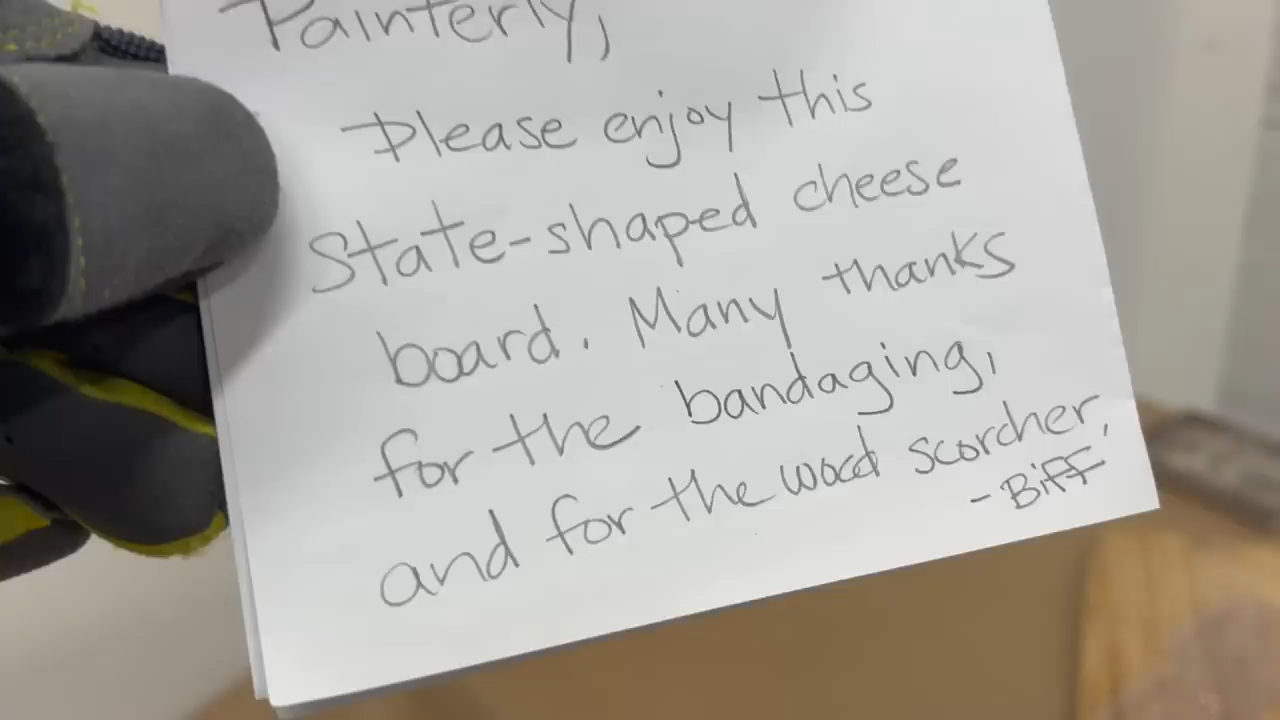 Painterly,
Please enjoy this
State-shaped cheese
board. Many thanks
for the bandaging,
and for the wood scorcher,
- Biff